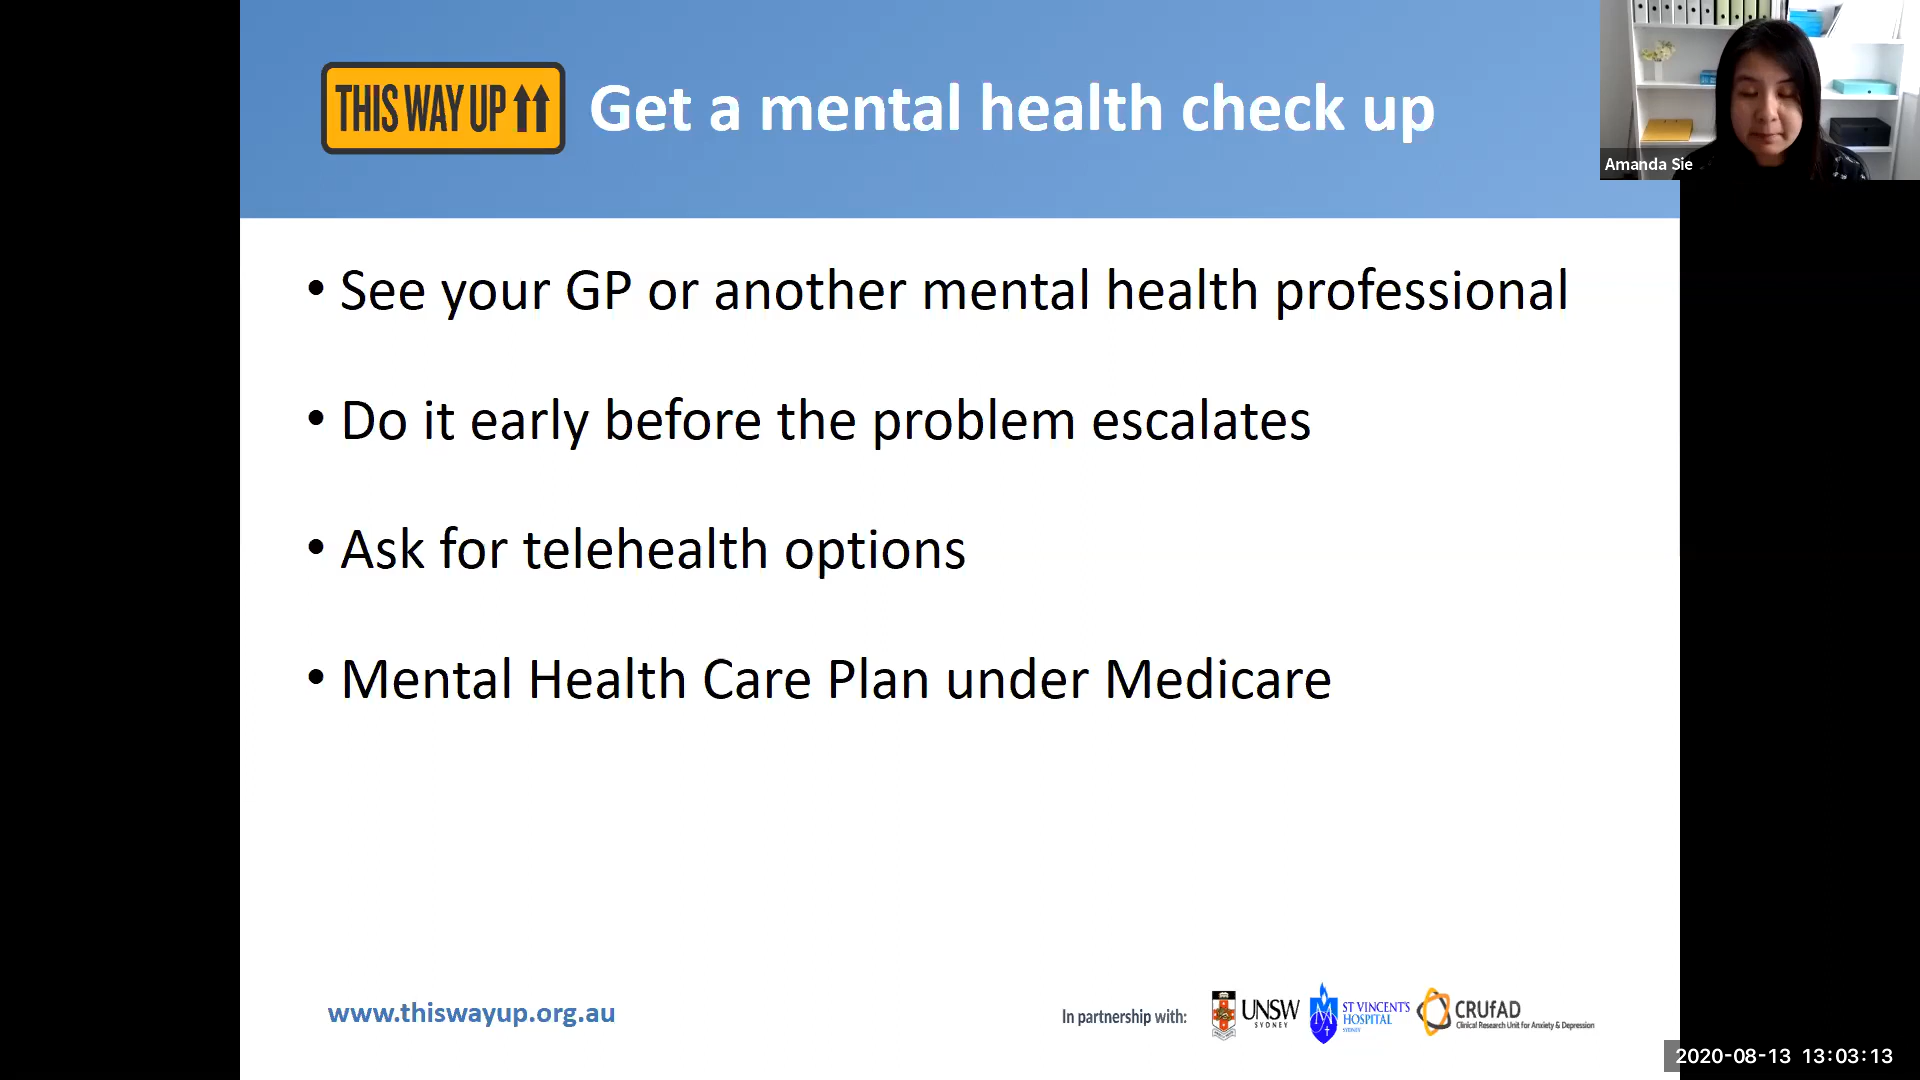 THIS WAY UP
Get a mental health check up
Amanda Sie
• See your GP or another mental health professional
• Do it early before the problem escalates
• Ask for telehealth options
• Mental Health Care Plan under Medicare
www.thiswayup.org.au
In partnership with:
UNSW
SYDNEY
ST VINCENT'S
HOSPITAL
SYDNEY
CRUFAD
Clinical Research Unit for Anxiety & Depression
2020-08-13 13:03:13